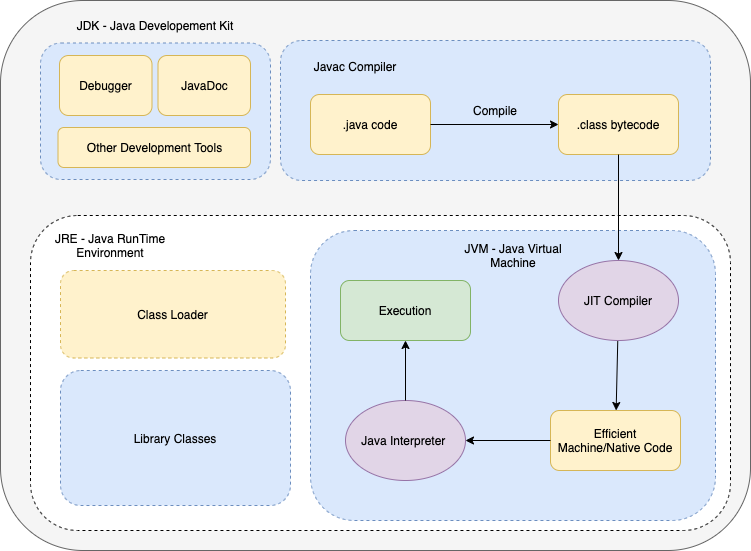 JDK - Java Developement Kit
Debugger
JavaDoc
Other Development Tools
Javac Compiler
.java code
Compile
.class bytecode
JRE - Java RunTime
Environment
Class Loader
Library Classes
JVM - Java Virtual
Machine
JIT Compiler
Execution
Java Interpreter
Efficient
Machine/Native Code